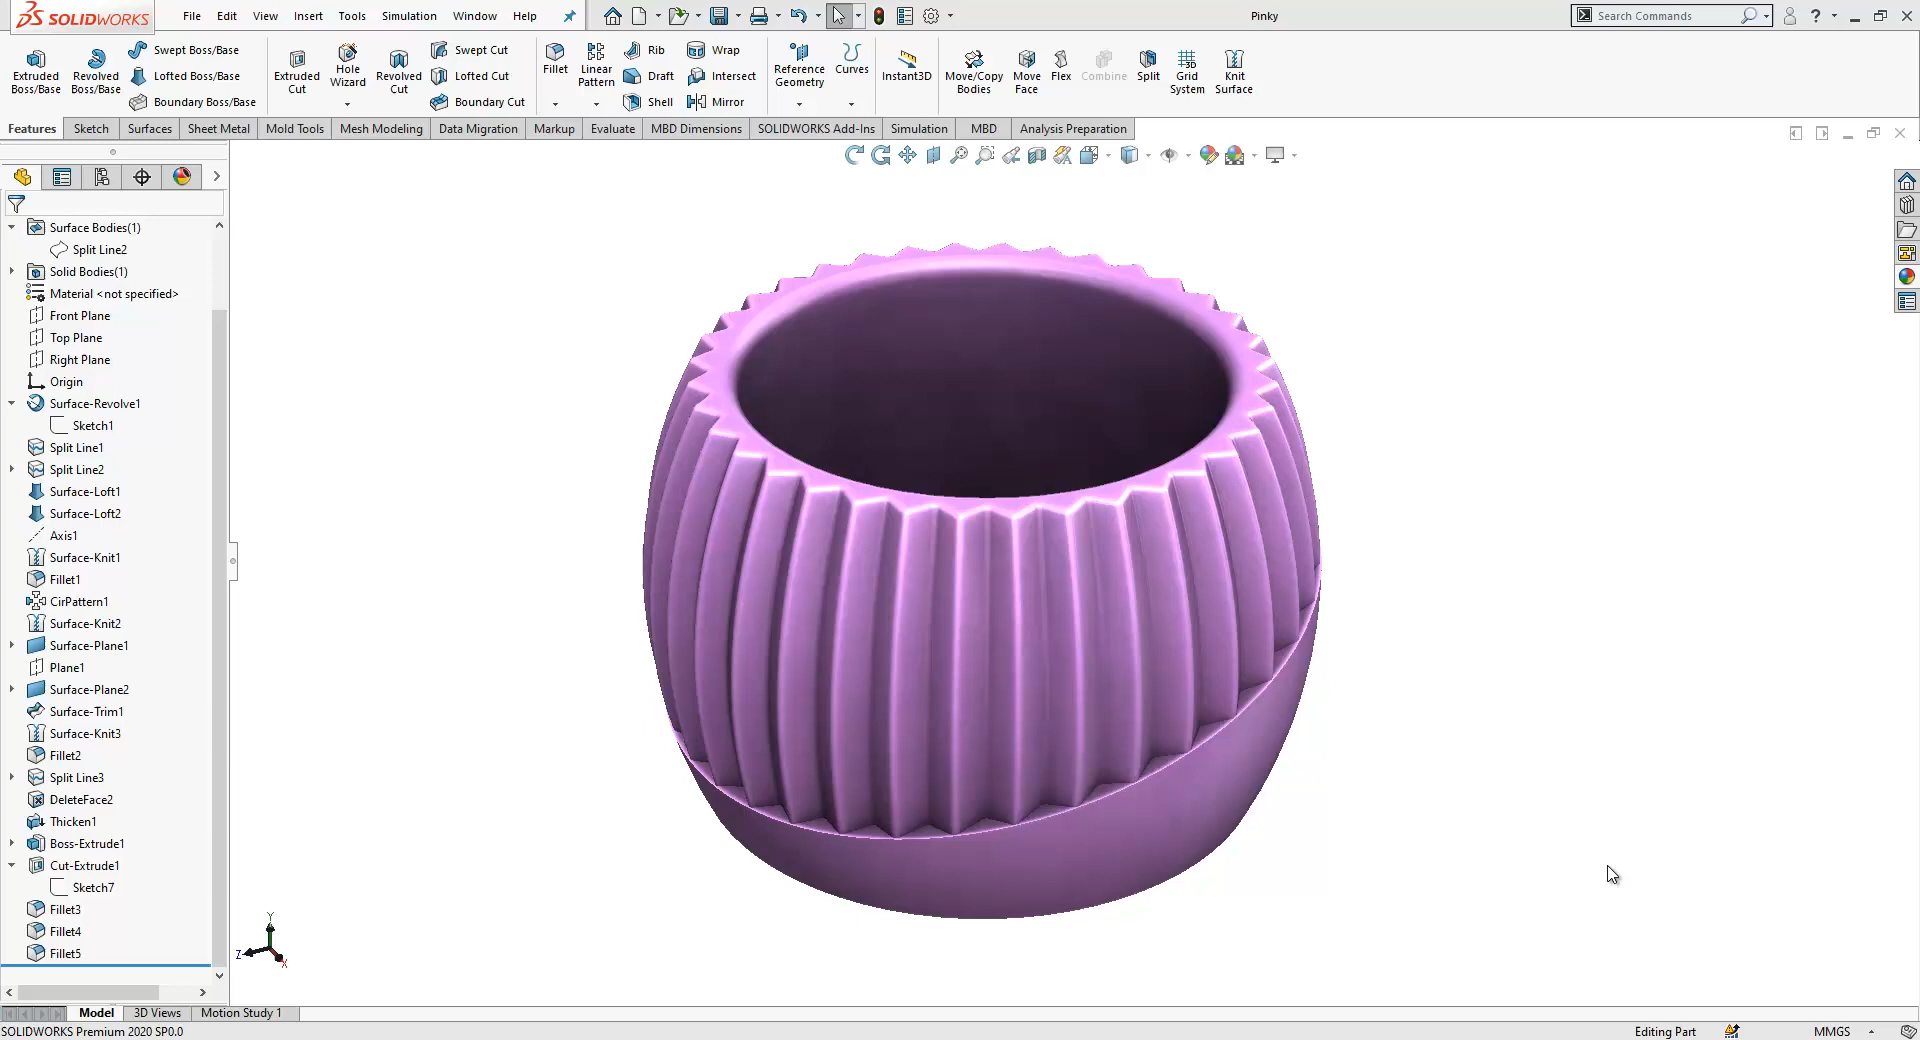 SOLIDWORKS File Edit View Insert Tools Simulation Window Help Pinky Search Commands
Extruded Boss/Base
Revolved Boss/Base
Swept Boss/Base
Lofted Boss/Base
Boundary Boss/Base
Extruded Cut
Hole Wizard
Revolved Cut
Swept Cut
Lofted Cut
Boundary Cut
Fillet
Linear Pattern
Rib
Draft
Shell
Wrap
Intersect
Mirror
Reference Geometry
Curves
Instant3D
Move/Copy Bodies
Move Face
Flex
Combine
Split
3D
Grid System
Knit Surface
Features Sketch Surfaces Sheet Metal Mold Tools Mesh Modeling Data Migration Markup Evaluate MBD Dimensions SOLIDWORKS Add-Ins Simulation MBD Analysis Preparation
Surface Bodies(1)
Split Line2
Solid Bodies(1)
Material <not specified>
Front Plane
Top Plane
Right Plane
Origin
Surface-Revolve1
Sketch1
Split Line1
Split Line2
Surface-Loft1
Surface-Loft2
Axis1
Surface-Knit1
Fillet1
CirPattern1
Surface-Knit2
Surface-Plane1
Plane1
Surface-Plane2
Surface-Trim1
Surface-Knit3
Fillet2
Split Line3
DeleteFace2
Thicken1
Boss-Extrude1
Cut-Extrude1
Sketch7
Fillet3
Fillet4
Fillet5
Y
Z
X
Model 3D Views Motion Study 1
SOLIDWORKS Premium 2020 SP0.0 Editing Part MMGS